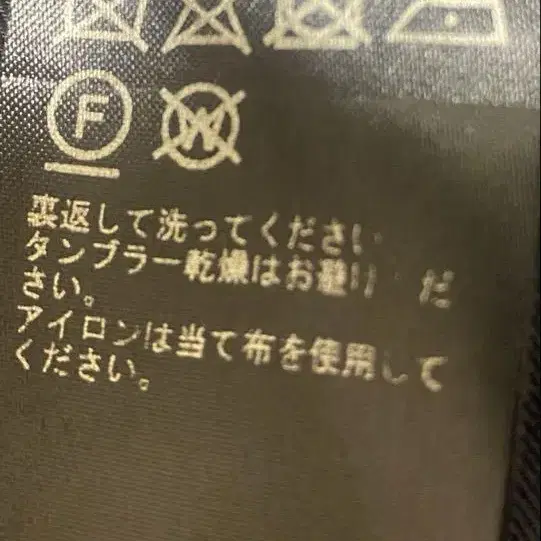 F
W
裏返して洗ってください
タンブラー乾燥はお避け だ
さい。
アイロンは当て布を使用して
ください。